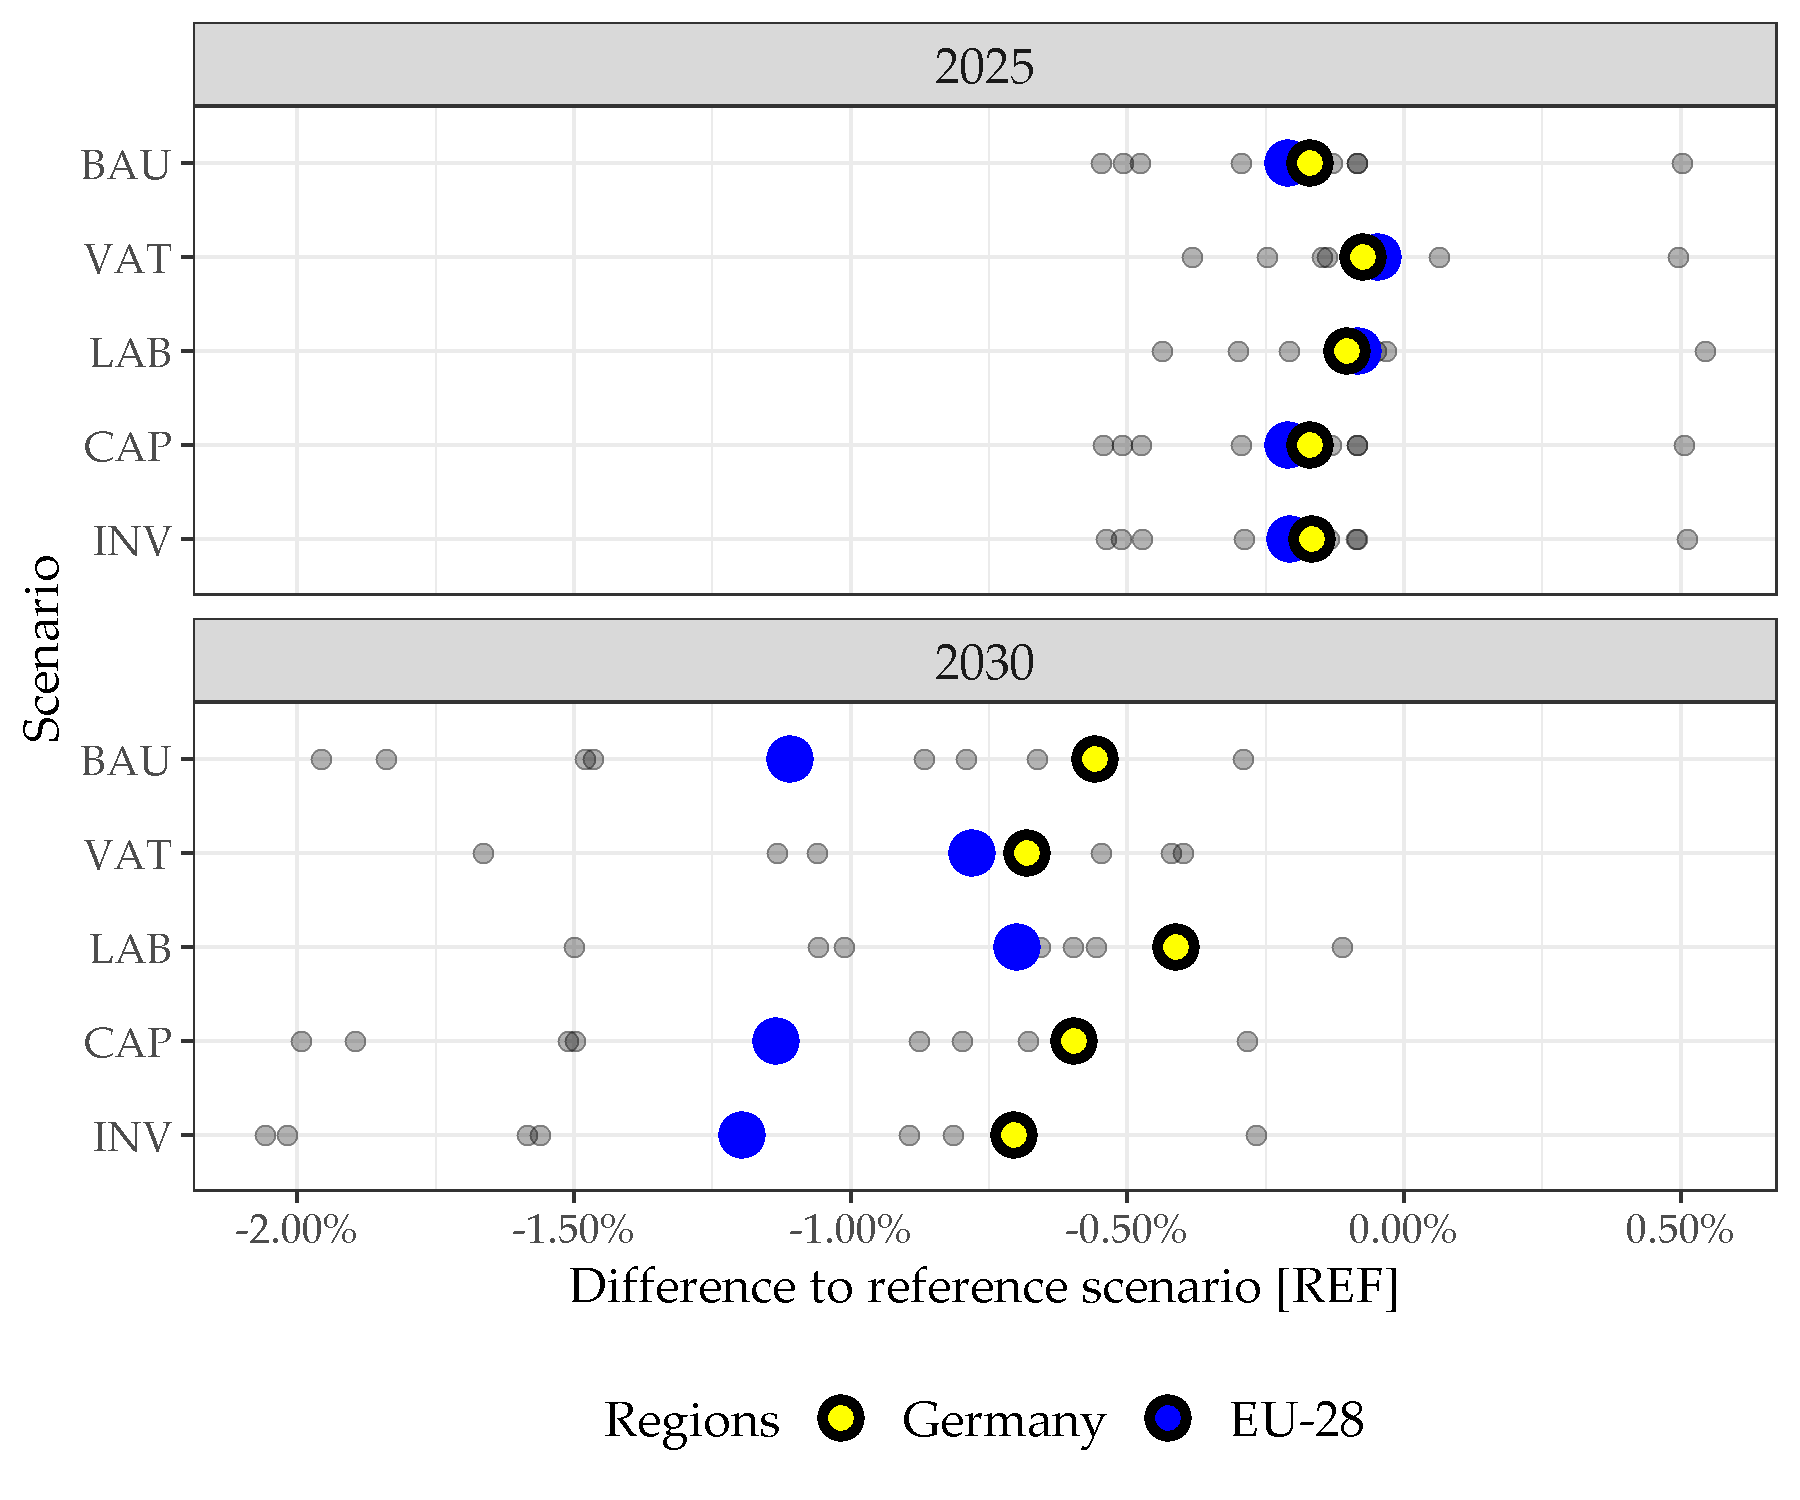 2025
BAU
VAT
LAB
CAP
INV
Scenario
2030
BAU
VAT
LAB
CAP
INV
-2.00% -1.50% -1.00% -0.50% 0.00% 0.50%
Difference to reference scenario [REF]
Regions Germany EU-28